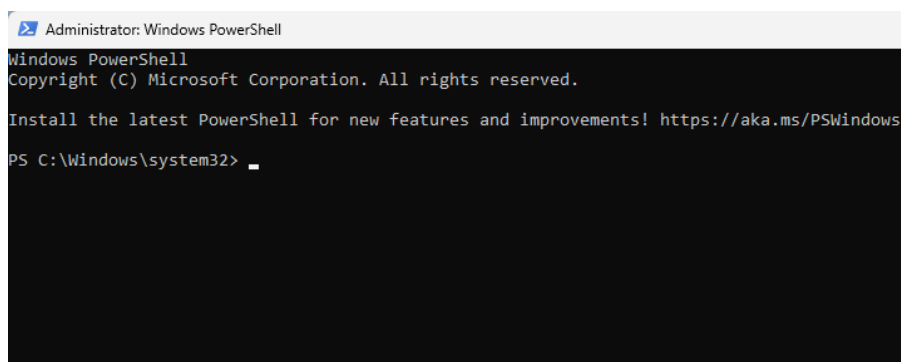 Administrator: Windows PowerShell
Windows PowerShell
Copyright (C) Microsoft Corporation. All rights reserved.
Install the latest PowerShell for new features and improvements! https://aka.ms/PSWindows
PS C:\Windows\system32>